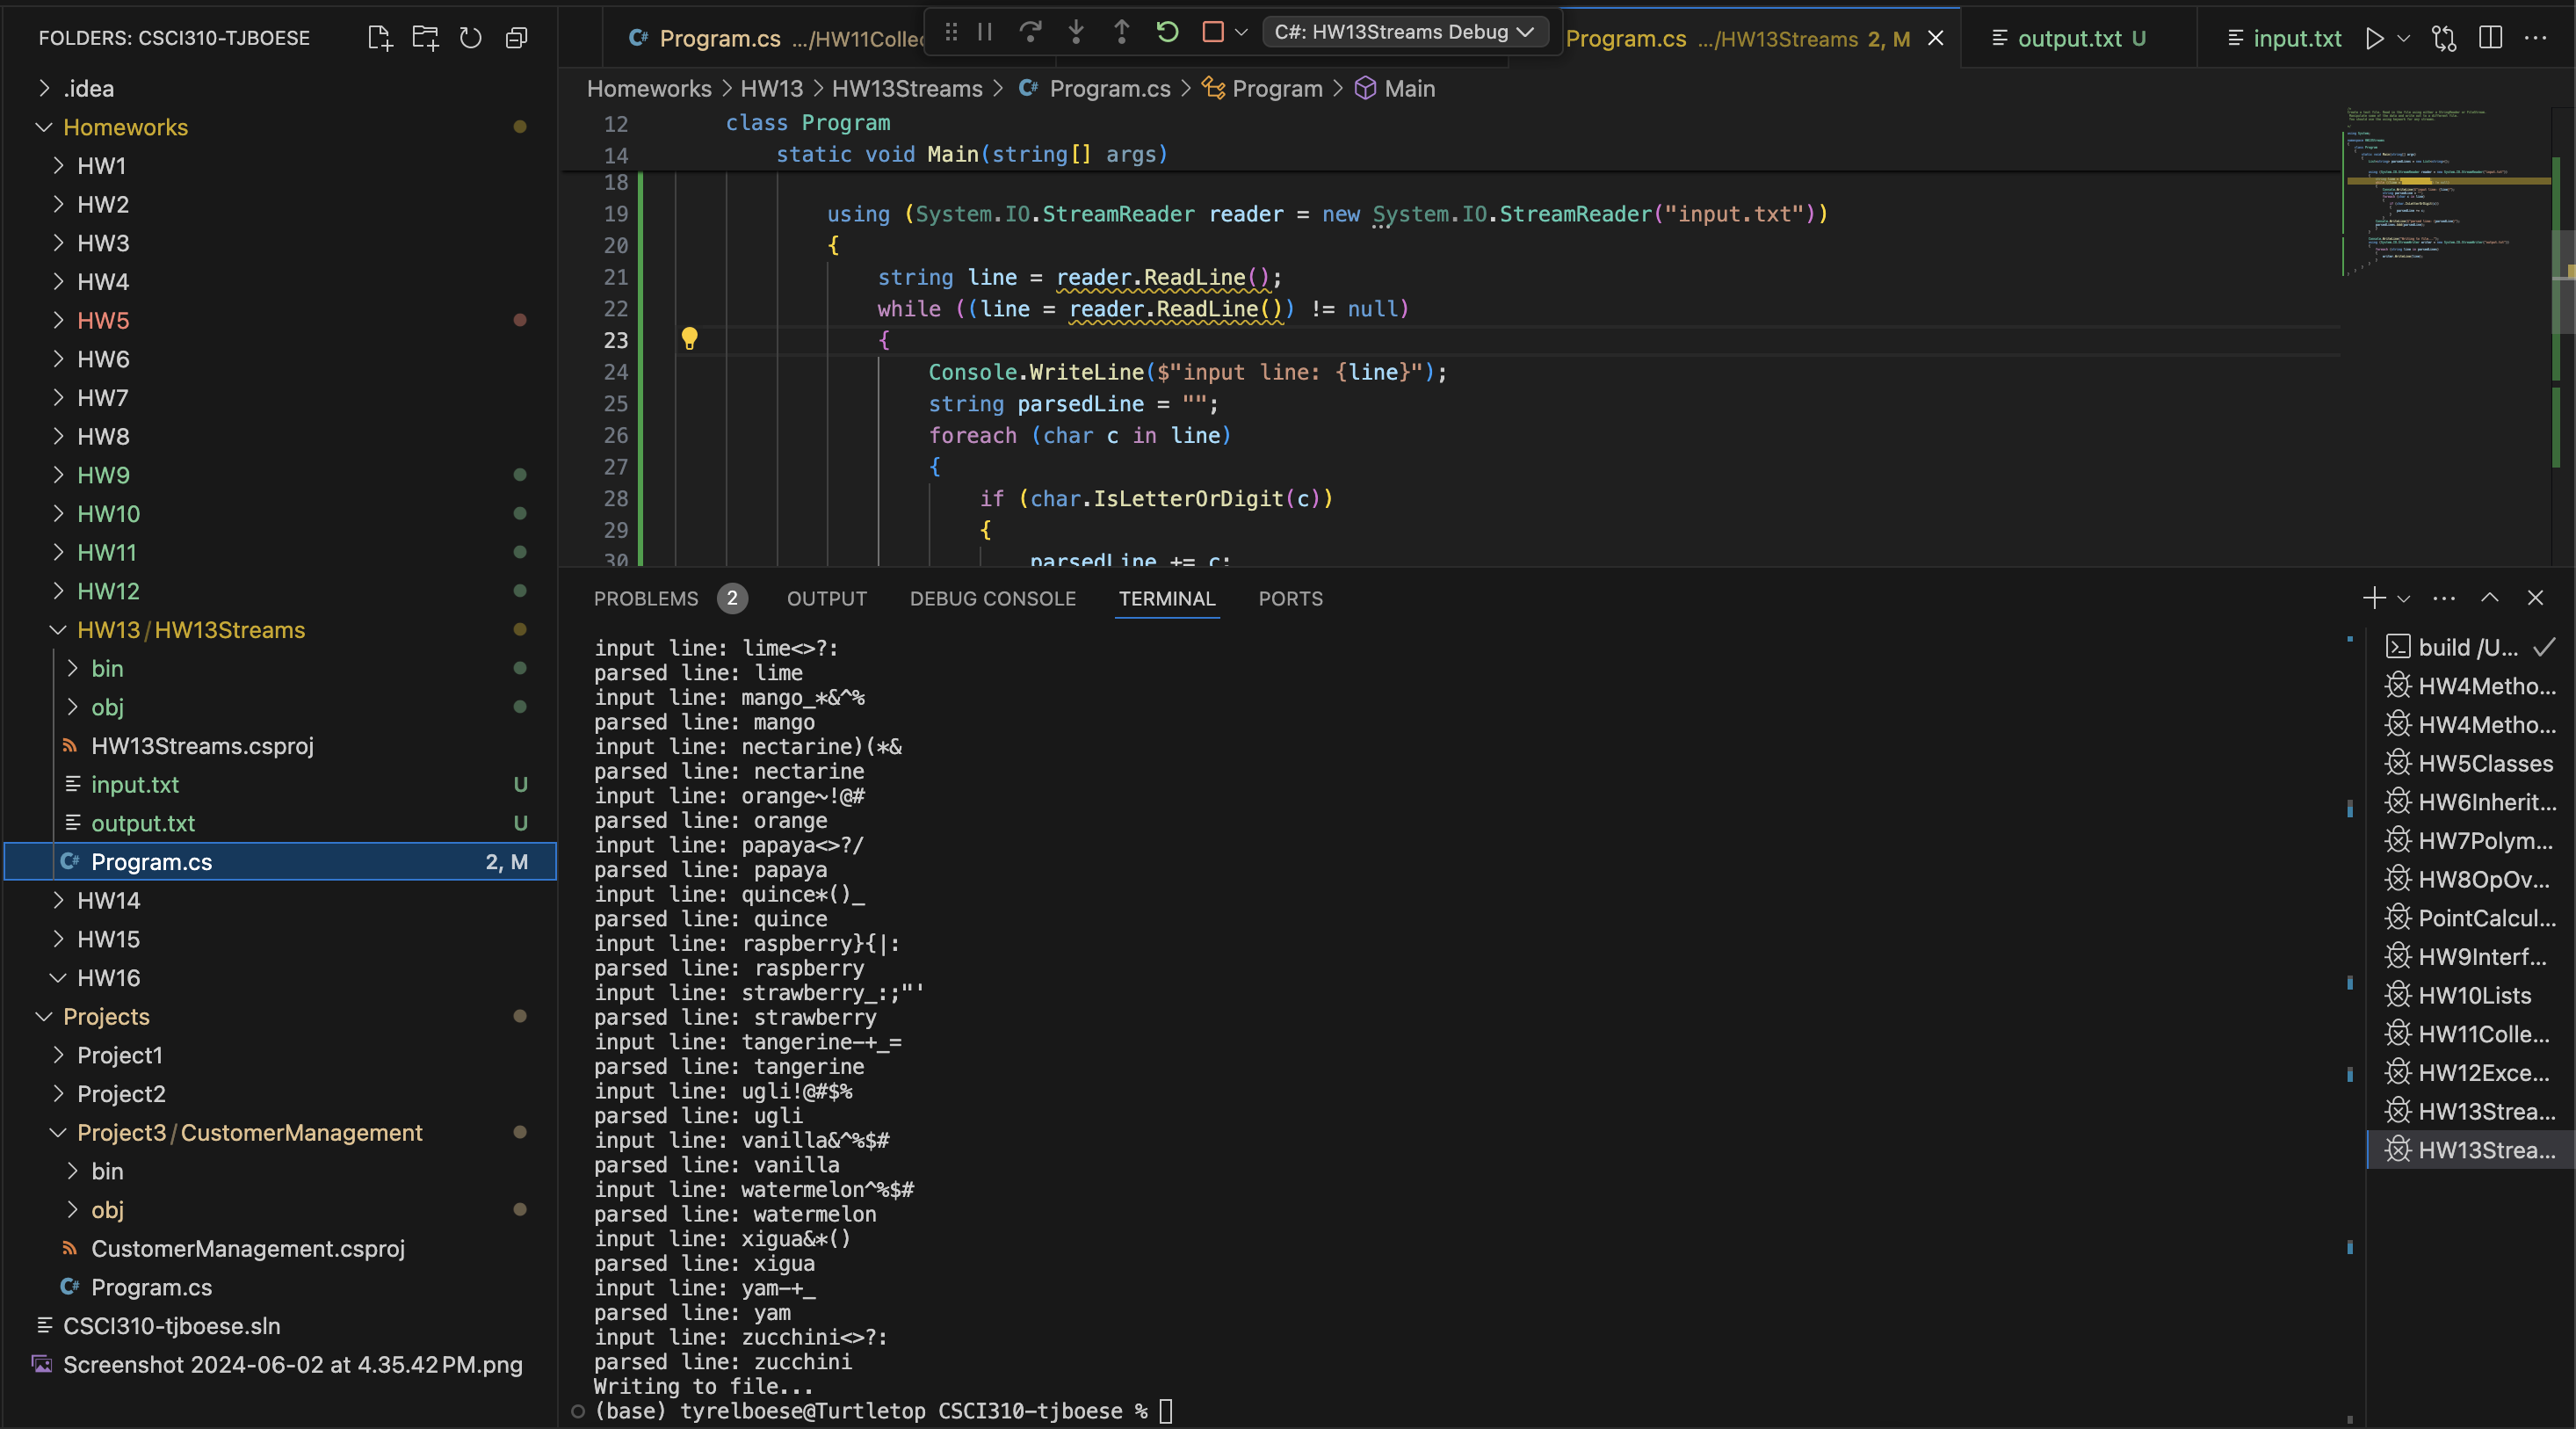 FOLDERS: CSCI310-TJBOESE
.idea
Homeworks
HW1
HW2
HW3
HW4
HW5
HW6
HW7
HW8
HW9
HW10
HW11
HW12
HW13/HW13Streams
bin
obj
HW13Streams.csproj
input.txt U
output.txt U
C# Program.cs 2, M
HW14
HW15
HW16
Projects
Project1
Project2
Project3/CustomerManagement
bin
obj
CustomerManagement.csproj
C# Program.cs
CSCI310-tjboese.sln
Screenshot 2024-06-02 at 4.35.42 PM.png
C# Program.cs .../HW11Collec
C#: HW13Streams Debug
Program.cs .../HW13Streams 2, M
output.txt U
input.txt
Homeworks > HW13 > HW13Streams > C# Program.cs > Program > Main
12 class Program
14 static void Main(string[] args)
18
19 using (System.IO.StreamReader reader = new System.IO.StreamReader("input.txt"))
20 {
21 string line = reader.ReadLine();
22 while ((line = reader.ReadLine()) != null)
23 {
24 Console.WriteLine($"input line: {line}");
25 string parsedLine = "";
26 foreach (char c in line)
27 {
28 if (char.IsLetterOrDigit(c))
29 {
30 parsedLine += c;
PROBLEMS 2 OUTPUT DEBUG CONSOLE TERMINAL PORTS
input line: lime<>?:
parsed line: lime
input line: mango_*&^%
parsed line: mango
input line: nectarine)(*&
parsed line: nectarine
input line: orange~!@#
parsed line: orange
input line: papaya<>?/
parsed line: papaya
input line: quince*()_
parsed line: quince
input line: raspberry}{|:
parsed line: raspberry
input line: strawberry_:;"'
parsed line: strawberry
input line: tangerine-+_=
parsed line: tangerine
input line: ugli!@#$%
parsed line: ugli
input line: vanilla&^%$#
parsed line: vanilla
input line: watermelon^%$#
parsed line: watermelon
input line: xigua&*()
parsed line: xigua
input line: yam-+_
parsed line: yam
input line: zucchini<>?:
parsed line: zucchini
Writing to file...
(base) tyrelboese@Turtletop CSCI310-tjboese %
build /U...
HW4Metho...
HW4Metho...
HW5Classes
HW6Inherit...
HW7Polym...
HW8OpOv...
PointCalcul...
HW9Interf...
HW10Lists
HW11Colle...
HW12Exce...
HW13Strea...
HW13Strea...